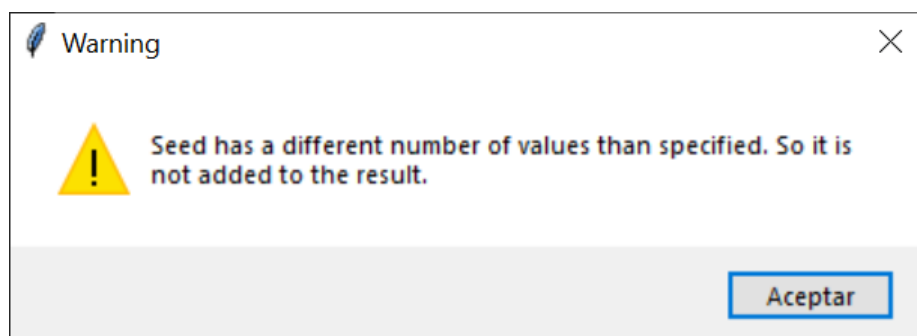 Warning
Seed has a different number of values than specified. So it is
not added to the result.
Aceptar